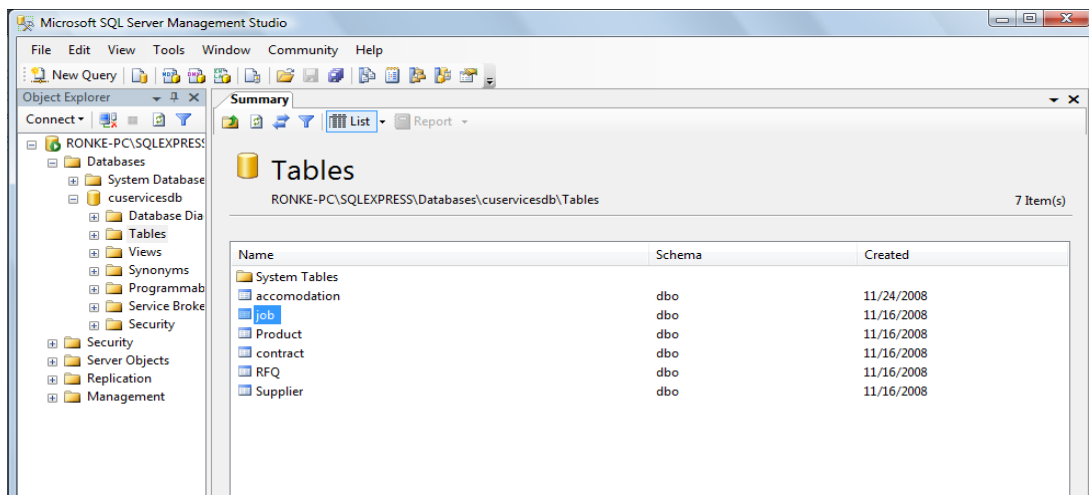 Microsoft SQL Server Management Studio
File Edit View Tools Window Community Help
New Query
Object Explorer
Summary
Connect
List
Report
RONKE-PC\SQLEXPRES
Databases
System Database
cuservicesdb
Database Dia
Tables
Views
Synonyms
Programmab
Service Broke
Security
Security
Server Objects
Replication
Management
Tables
RONKE-PC\SQLEXPRESS\Databases\cuservicesdb\Tables 7 Item(s)
Name Schema Created
System Tables
accomodation dbo 11/24/2008
job dbo 11/16/2008
Product dbo 11/16/2008
contract dbo 11/16/2008
RFQ dbo 11/16/2008
Supplier dbo 11/16/2008